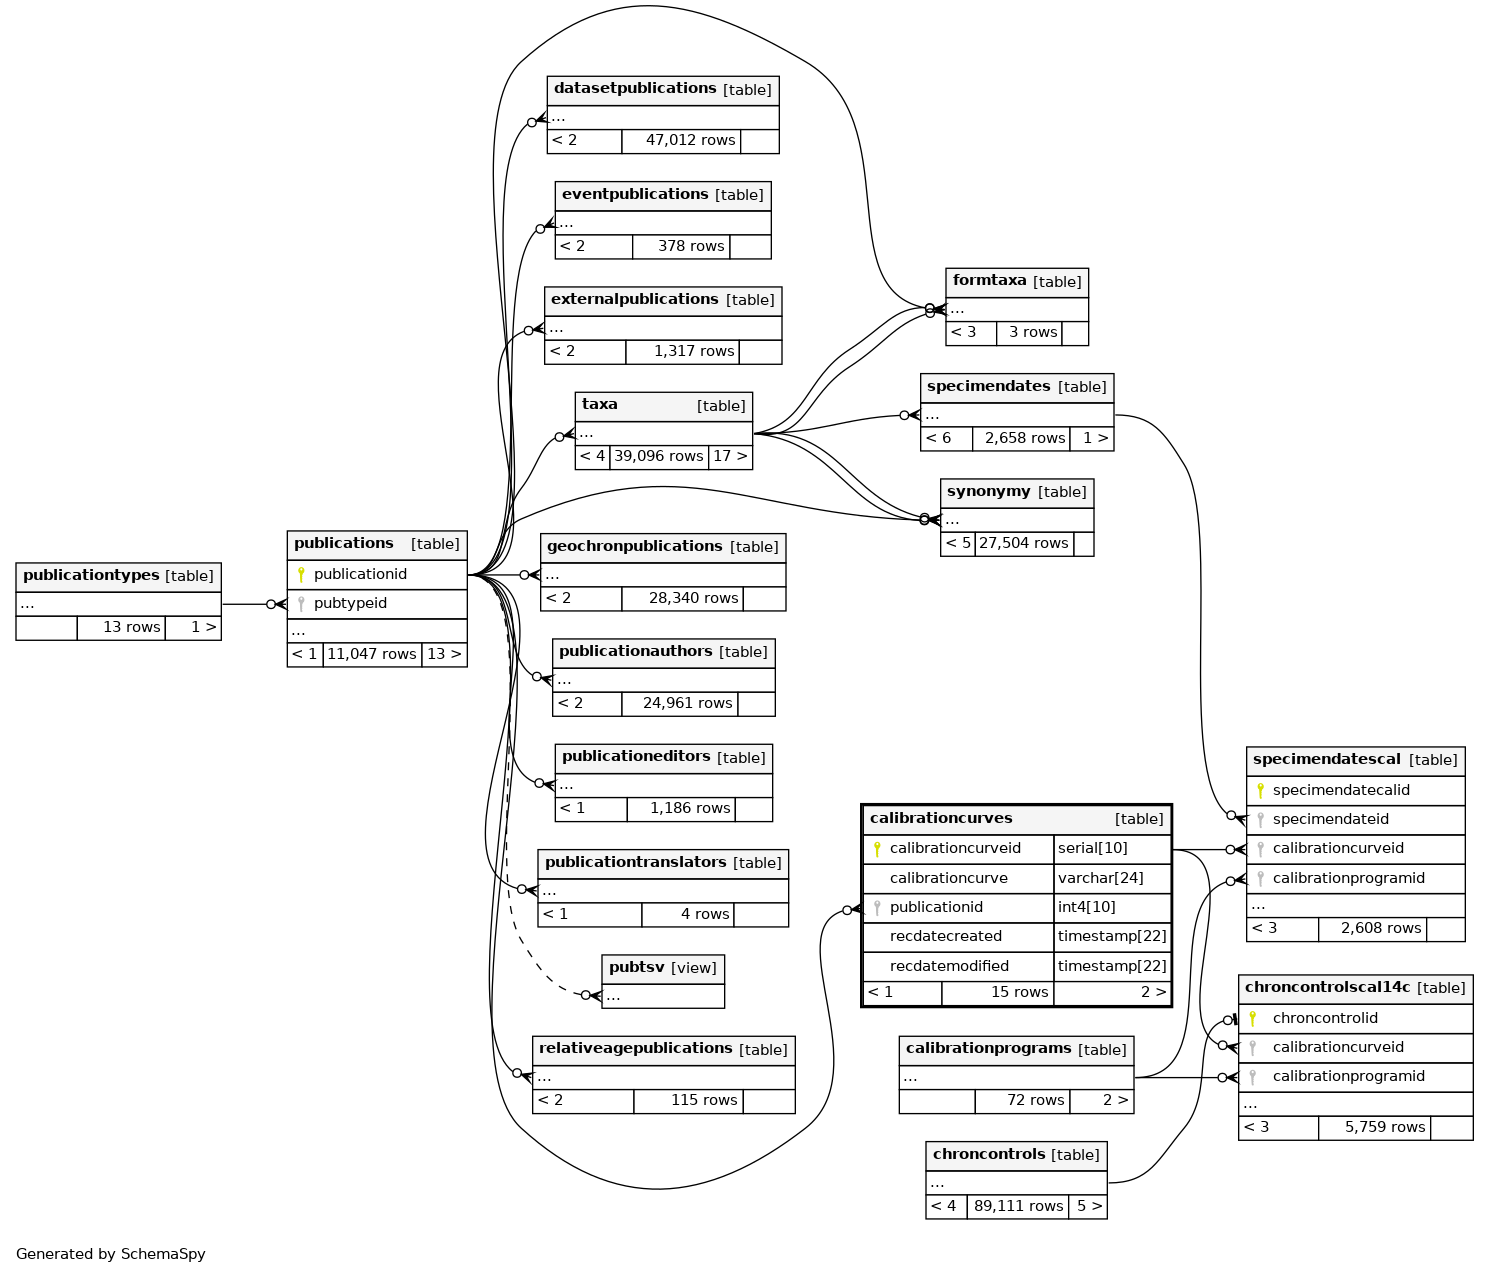 datasetpublications [table]
...
< 2 47,012 rows
eventpublications [table]
...
< 2 378 rows
externalpublications [table]
...
< 2 1,317 rows
taxa [table]
...
< 4 39,096 rows 17 >
formtaxa [table]
...
< 3 3 rows
specimendates [table]
...
< 6 2,658 rows 1 >
synonymy [table]
...
< 5 27,504 rows
publicationtypes [table]
...
13 rows 1 >
publications [table]
publicationid
pubtypeid
...
< 1 11,047 rows 13 >
geochronpublications [table]
...
< 2 28,340 rows
publicationauthors [table]
...
< 2 24,961 rows
publicationeditors [table]
...
< 1 1,186 rows
publicationtranslators [table]
...
< 1 4 rows
pubtsv [view]
...
relativeagepublications [table]
...
< 2 115 rows
calibrationcurves [table]
calibrationcurveid serial[10]
calibrationcurve varchar[24]
publicationid int4[10]
recdatecreated timestamp[22]
recdatemodified timestamp[22]
< 1 15 rows 2 >
calibrationprograms [table]
...
72 rows 2 >
chroncontrols [table]
...
< 4 89,111 rows 5 >
specimendatescal [table]
specimendatecalid
specimendateid
calibrationcurveid
calibrationprogramid
...
< 3 2,608 rows
chroncontrolscal14c [table]
chroncontrolid
calibrationcurveid
calibrationprogramid
...
< 3 5,759 rows
Generated by SchemaSpy